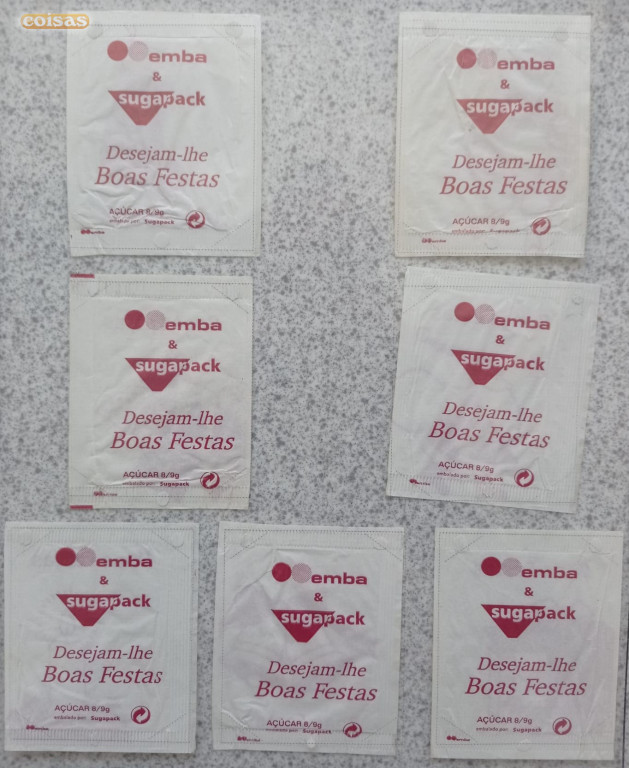 coisas
emba
&
sugapack
Desejam-lhe
Boas Festas
AÇÚCAR 8/9g
embalado por: Sugapack
emba
&
sugapack
Desejam-lhe
Boas Festas
AÇÚCAR 8/9g
embalado por: Sugapack
emba
&
sugapack
Desejam-lhe
Boas Festas
AÇÚCAR 8/9g
embalado por: Sugapack
emba
&
sugapack
Desejam-lhe
Boas Festas
AÇÚCAR 8/9g
embalado por: Sugapack
emba
&
sugapack
Desejam-lhe
Boas Festas
AÇÚCAR 8/9g
embalado por: Sugapack
emba
&
sugapack
Desejam-lhe
Boas Festas
AÇÚCAR 8/9g
embalado por: Sugapack
emba
&
sugapack
Desejam-lhe
Boas Festas
AÇÚCAR 8/9g
embalado por: Sugapack